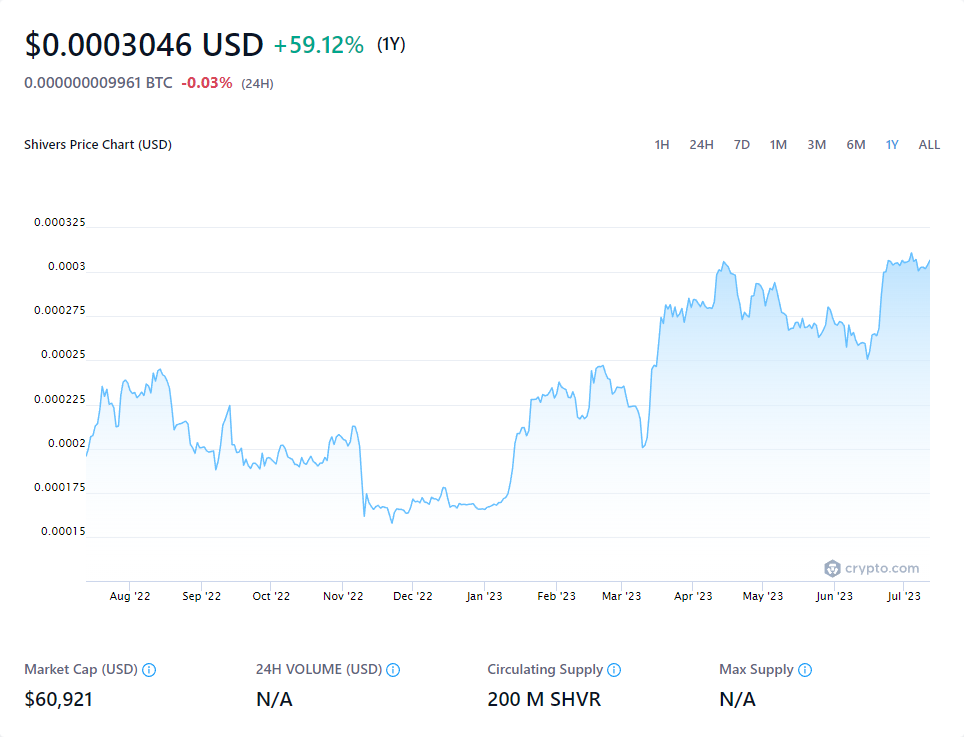 $0.0003046 USD +59.12% (1Y)
0.000000009961 BTC -0.03% (24H)
Shivers Price Chart (USD) 1H 24H 7D 1M 3M 6M 1Y ALL
0.000325
0.0003
0.000275
0.00025
0.000225
0.0002
0.000175
0.00015
crypto.com
Aug '22 Sep '22 Oct '22 Nov '22 Dec '22 Jan '23 Feb '23 Mar '23 Apr '23 May '23 Jun '23 Jul '23
Market Cap (USD) 24H VOLUME (USD) Circulating Supply Max Supply
$60,921 N/A 200 M SHVR N/A